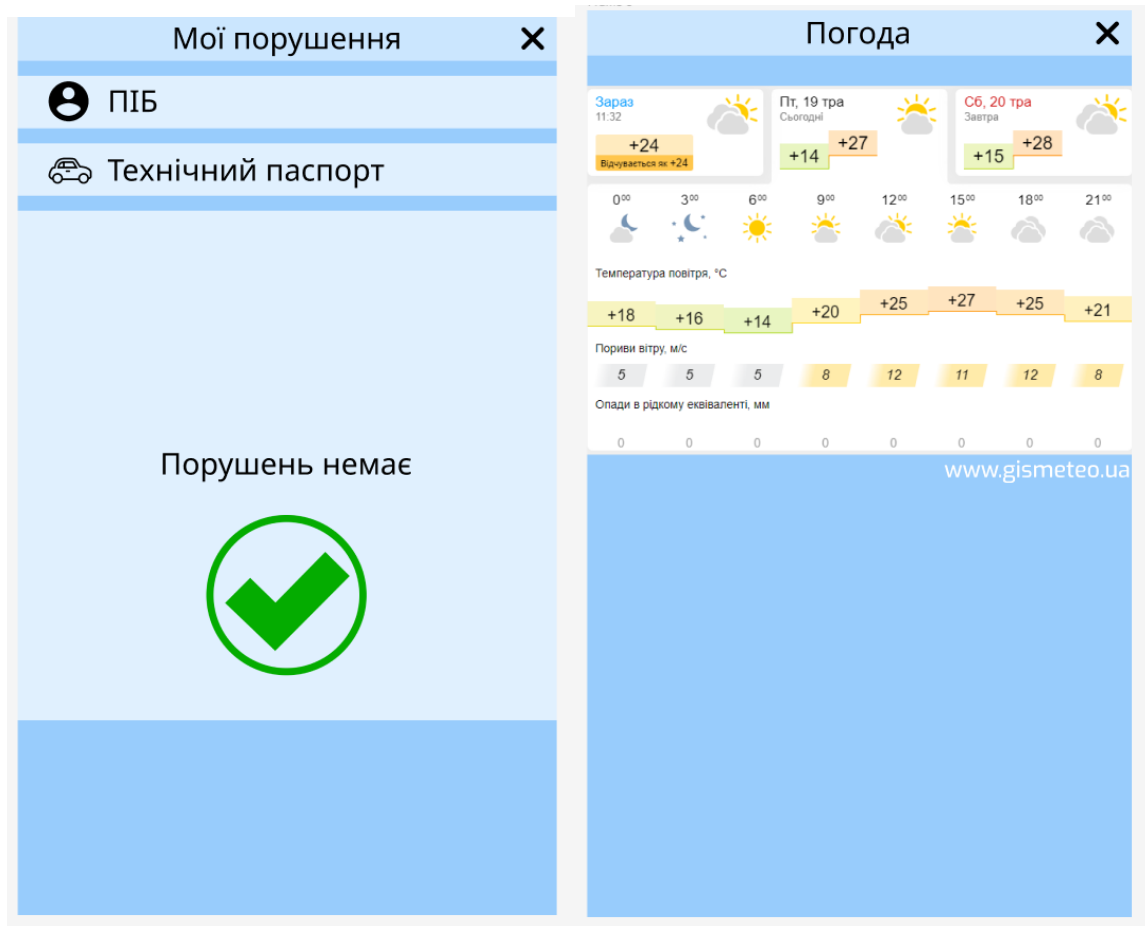 Мої порушення
ПІБ
Технічний паспорт
Порушень немає
Погода
Зараз
11:32
+24
Відчувається як +24
Пт, 19 тра
Сьогодні
+14 +27
Сб, 20 тра
Завтра
+15 +28
0⁰⁰ 3⁰⁰ 6⁰⁰ 9⁰⁰ 12⁰⁰ 15⁰⁰ 18⁰⁰ 21⁰⁰
Температура повітря, °C
+18 +16 +14 +20 +25 +27 +25 +21
Пориви вітру, м/с
5 5 5 8 12 11 12 8
Опади в рідкому еквіваленті, мм
0 0 0 0 0 0 0 0
www.gismeteo.ua